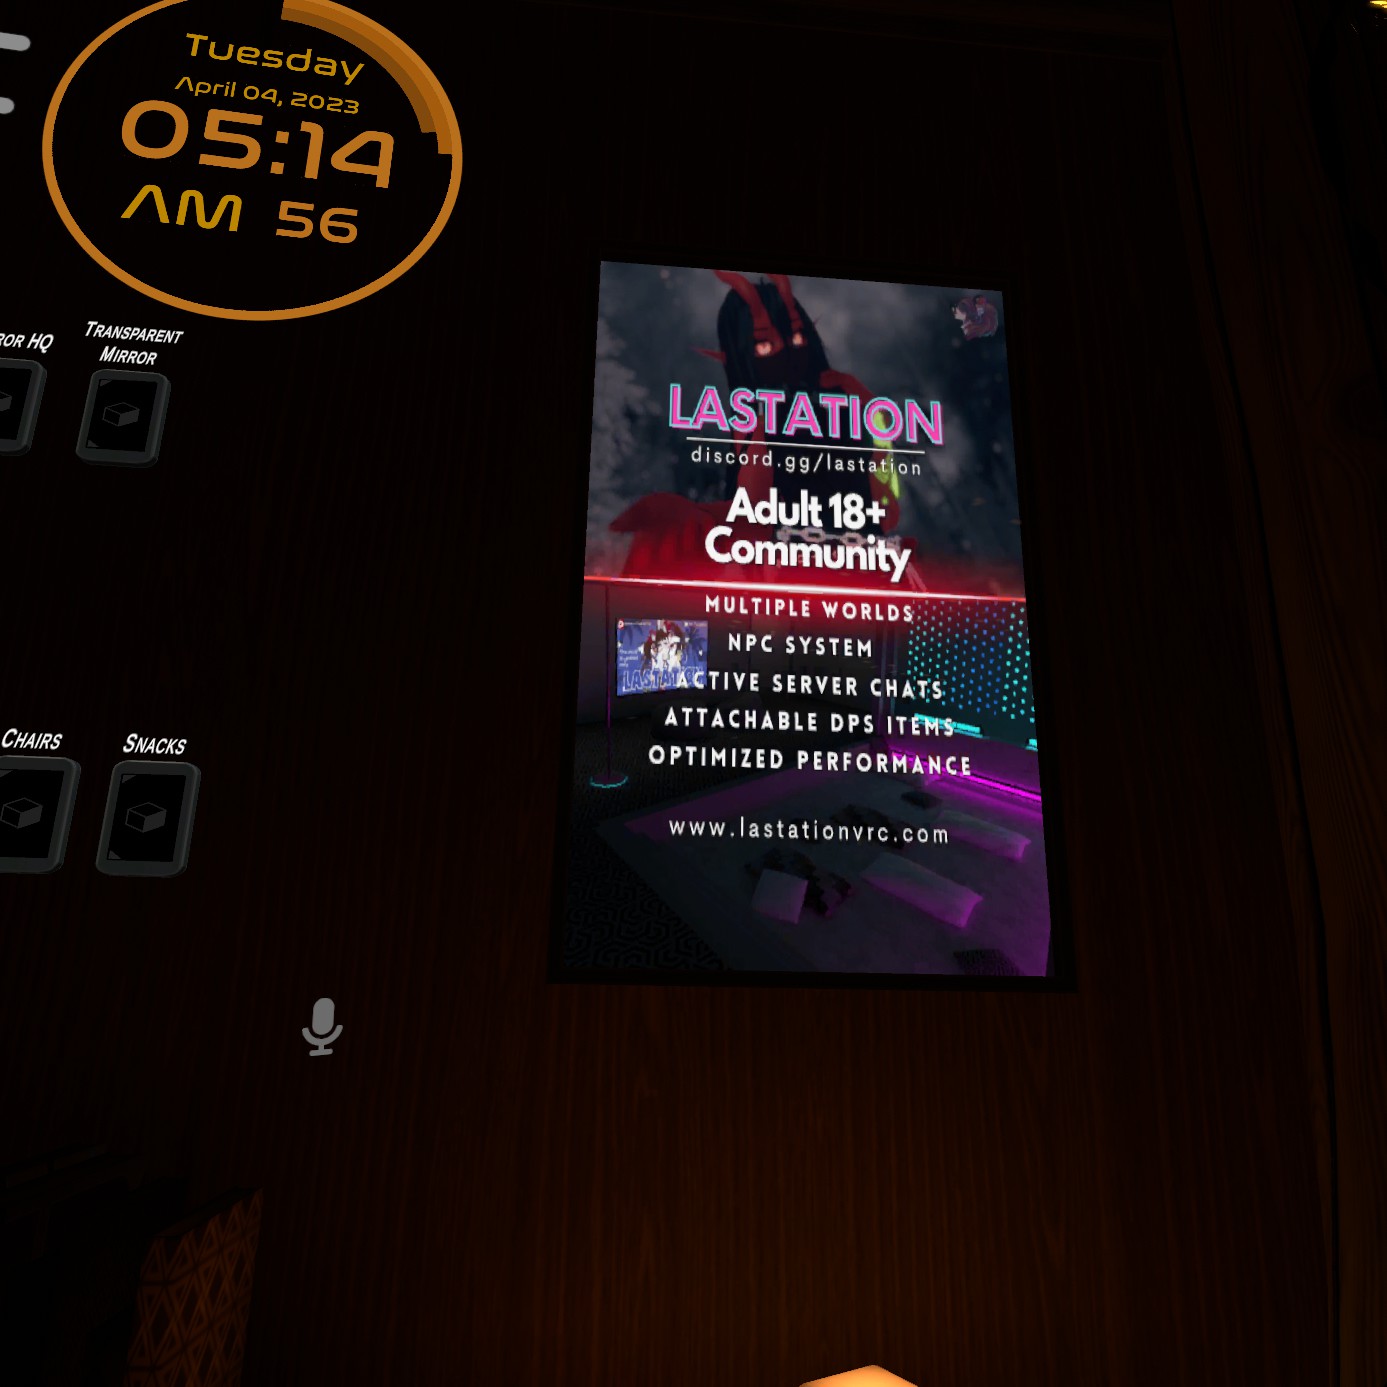 Tuesday
April 04, 2023
05:14
AM 56
ROR HQ
TRANSPARENT
MIRROR
CHAIRS
SNACKS
LASTATION
discord.gg/lastation
Adult 18+
Community
MULTIPLE WORLDS
NPC SYSTEM
LASTATION
ACTIVE SERVER CHATS
ATTACHABLE DPS ITEMS
OPTIMIZED PERFORMANCE
www.lastationvrc.com